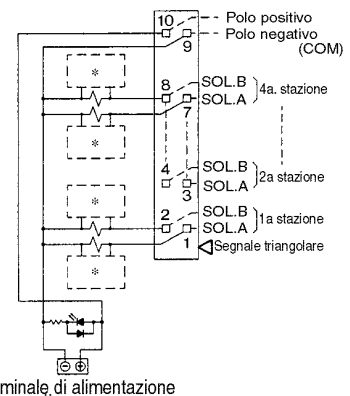 10 Polo positivo
Polo negativo
9 (COM)
*
8 SOL.B
4a. stazione
SOL.A
7
*
4 SOL.B
2a stazione
SOL.A
3
*
2 SOL.B
1a stazione
SOL.A
1
Segnale triangolare
*
minale di alimentazione